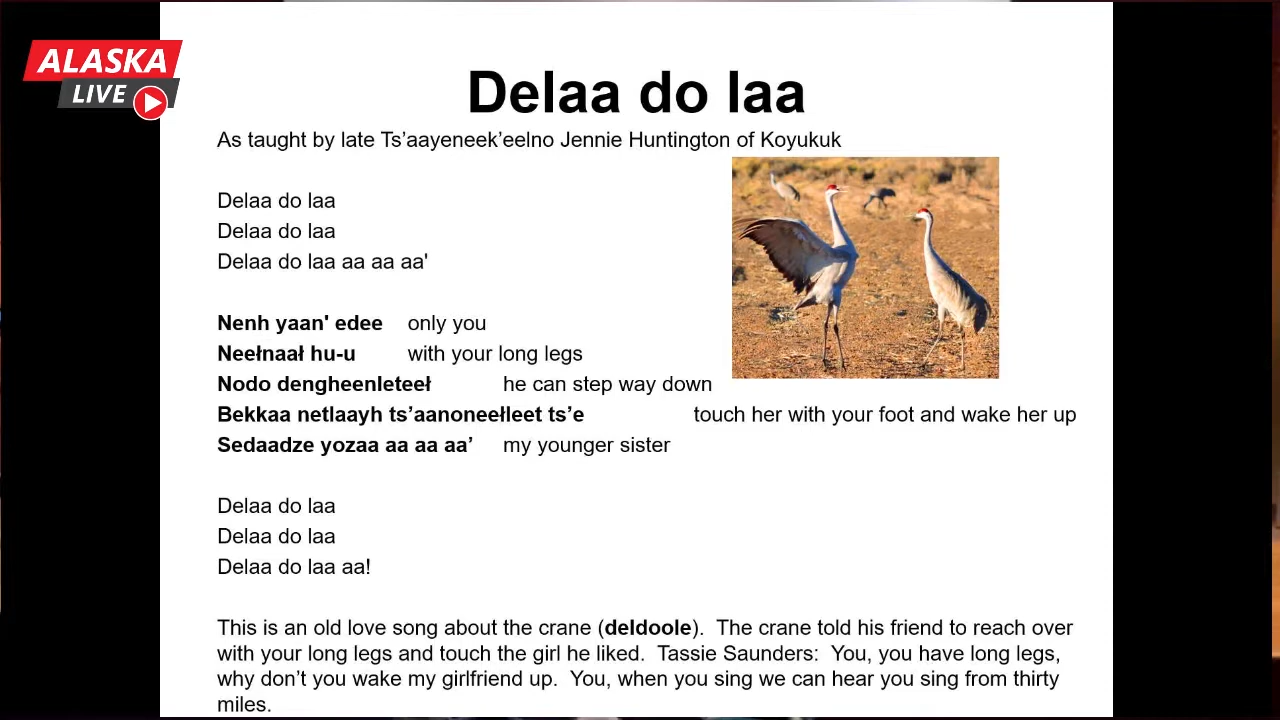 ALASKA
LIVE
Delaa do laa
As taught by late Ts’aayeneek’eelno Jennie Huntington of Koyukuk
Delaa do laa
Delaa do laa
Delaa do laa aa aa aa'
Nenh yaan' edee only you
Neełnaał hu-u with your long legs
Nodo dengheenleteeł he can step way down
Bekkaa netlaayh ts’aanoneełleet ts’e touch her with your foot and wake her up
Sedaadze yozaa aa aa aa’ my younger sister
Delaa do laa
Delaa do laa
Delaa do laa aa!
This is an old love song about the crane (deldoole). The crane told his friend to reach over
with your long legs and touch the girl he liked. Tassie Saunders: You, you have long legs,
why don’t you wake my girlfriend up. You, when you sing we can hear you sing from thirty
miles.